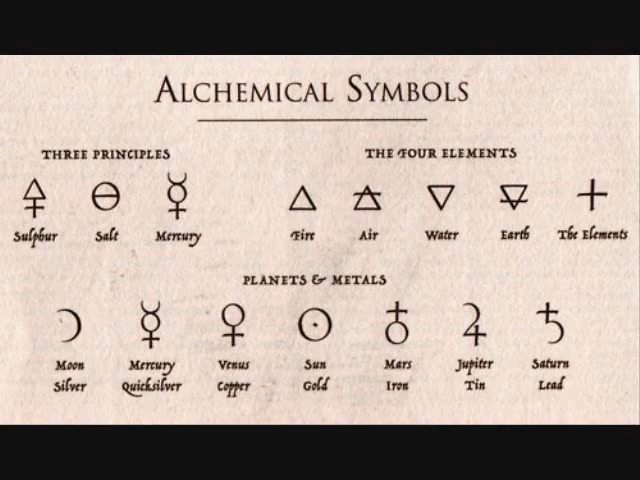 ALCHEMICAL SYMBOLS
THREE PRINCIPLES
THE FOUR ELEMENTS
Sulphur Salt Mercury
Fire Air Water Earth The Elements
PLANETS & METALS
Moon Mercury Venus Sun Mars Jupiter Saturn
Silver Quicksilver Copper Gold Iron Tin Lead